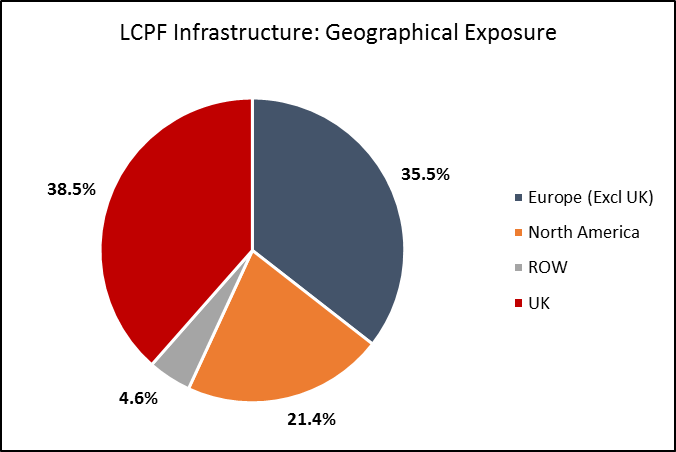 LCPF Infrastructure: Geographical Exposure
38.5%
35.5%
Europe (Excl UK)
North America
ROW
UK
4.6%
21.4%